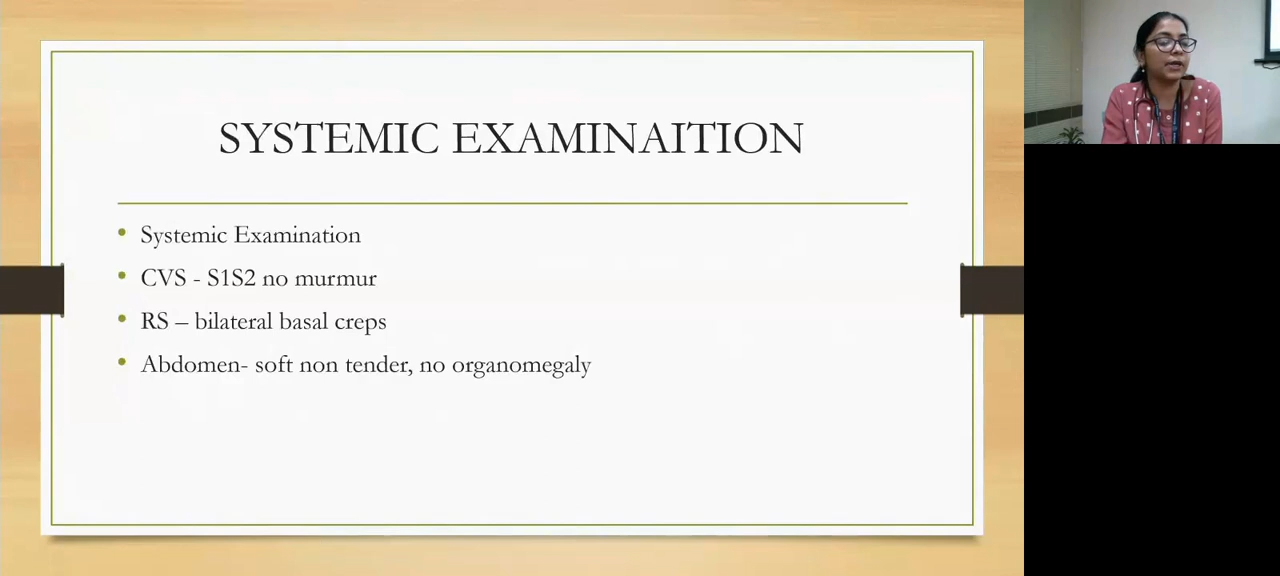 SYSTEMIC EXAMINAITION
• Systemic Examination
• CVS - S1S2 no murmur
• RS – bilateral basal creps
• Abdomen- soft non tender, no organomegaly